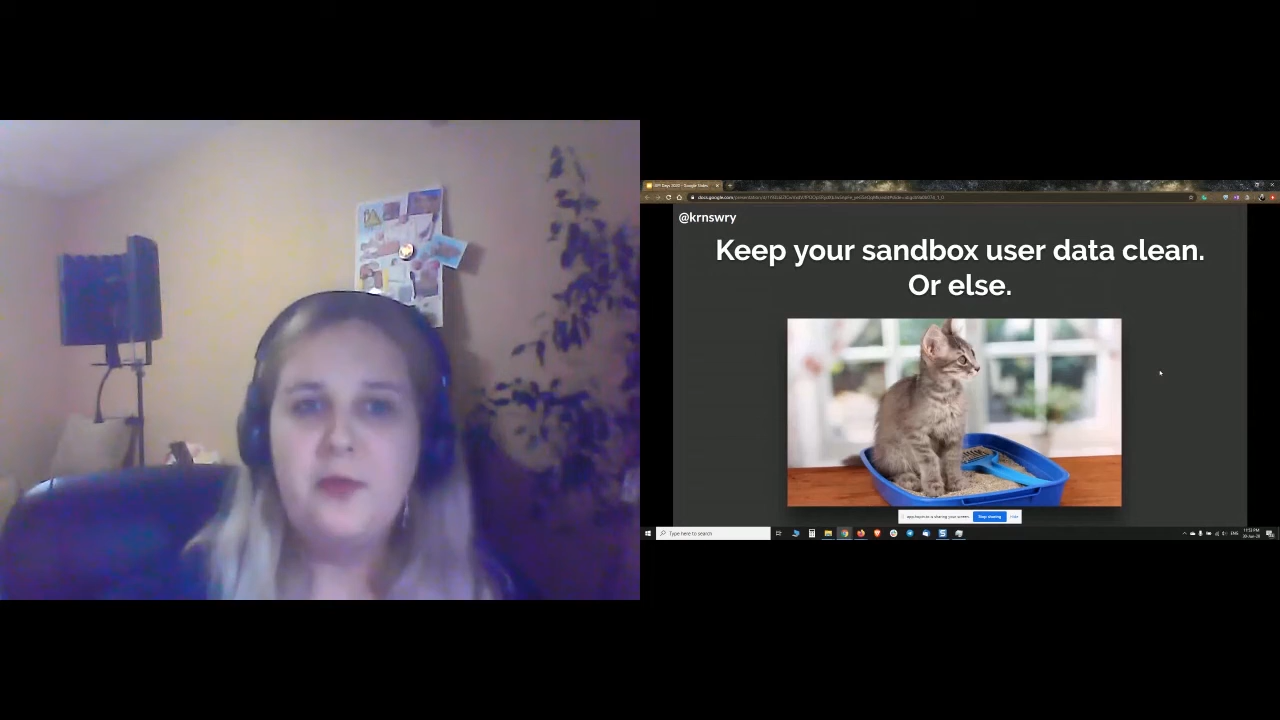 @krnswry
Keep your sandbox user data clean.
Or else.
Stop sharing
Hide
Type here to search